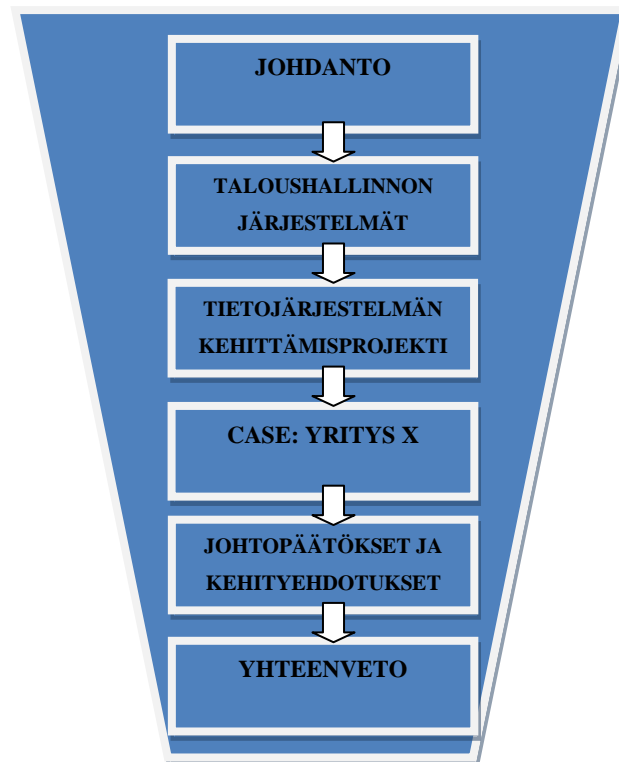 JOHDANTO
TALOUSHALLINNON
JÄRJESTELMÄT
TIETOJÄRJESTELMÄN
KEHITTÄMISPROJEKTI
CASE: YRITYS X
JOHTOPÄÄTÖKSET JA
KEHITYEHDOTUKSET
YHTEENVETO